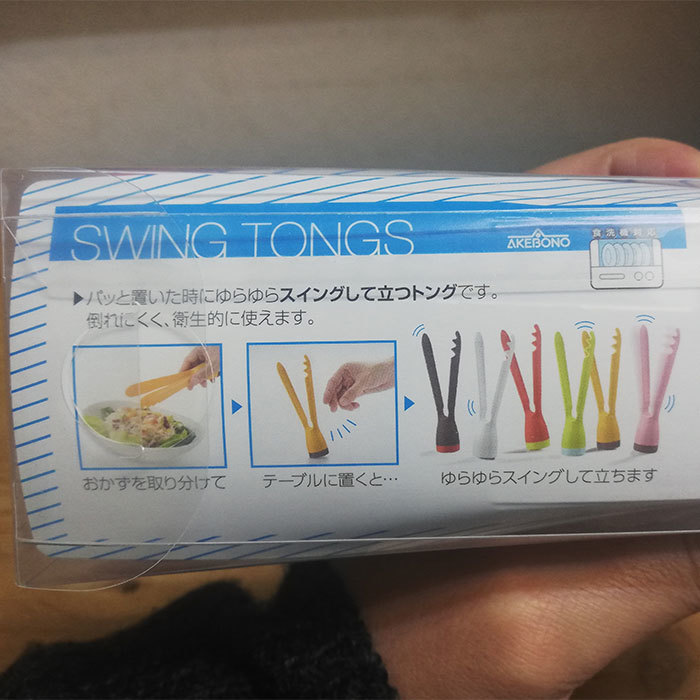 SWING TONGS
AKEBONO
食洗機対応
▶パッと置いた時にゆらゆらスイングして立つトングです。
倒れにくく、衛生的に使えます。
おかずを取り分けて
テーブルに置くと…
ゆらゆらスイングして立ちます